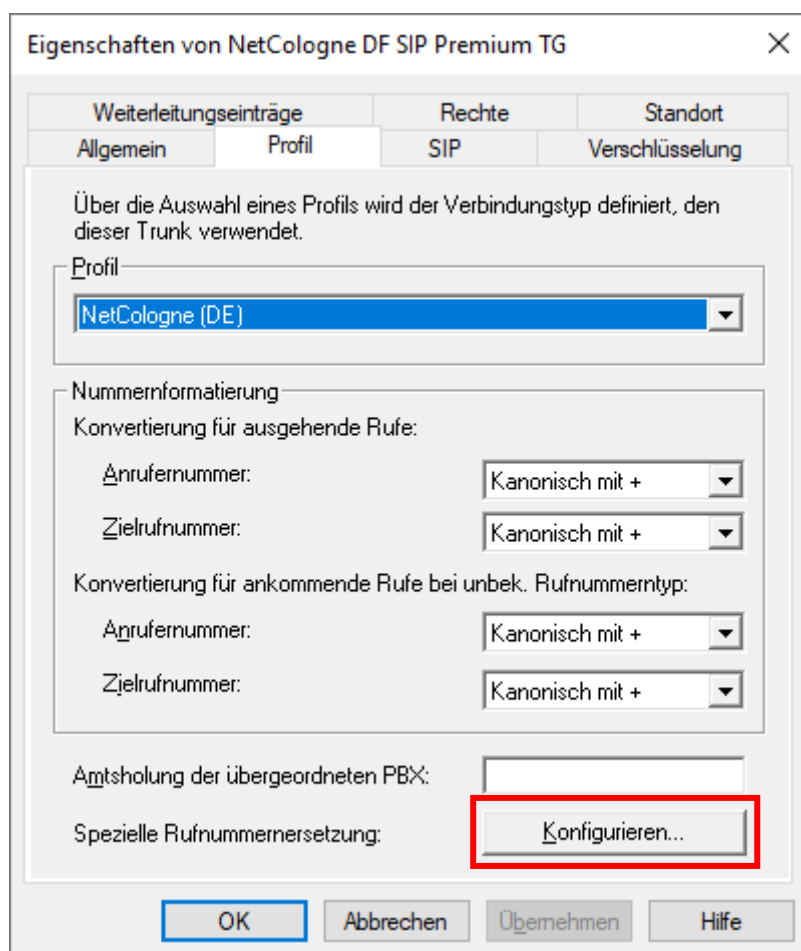 Eigenschaften von NetCologne DF SIP Premium TG
Weiterleitungseinträge Rechte Standort
Allgemein Profil SIP Verschlüsselung
Über die Auswahl eines Profils wird der Verbindungstyp definiert, den
dieser Trunk verwendet.
Profil
NetCologne (DE)
Nummernformatierung
Konvertierung für ausgehende Rufe:
Anrufernummer: Kanonisch mit +
Zielrufnummer: Kanonisch mit +
Konvertierung für ankommende Rufe bei unbek. Rufnummerntyp:
Anrufernummer: Kanonisch mit +
Zielrufnummer: Kanonisch mit +
Amtsholung der übergeordneten PBX:
Spezielle Rufnummernersetzung: Konfigurieren...
OK Abbrechen Übernehmen Hilfe